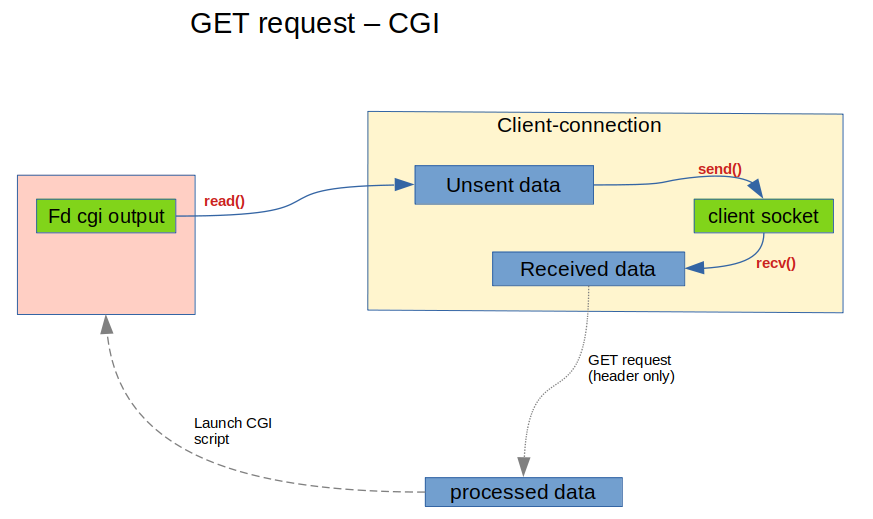 GET request – CGI
Client-connection
send()
Unsent data
read()
Fd cgi output
client socket
recv()
Received data
GET request
(header only)
Launch CGI
script
processed data